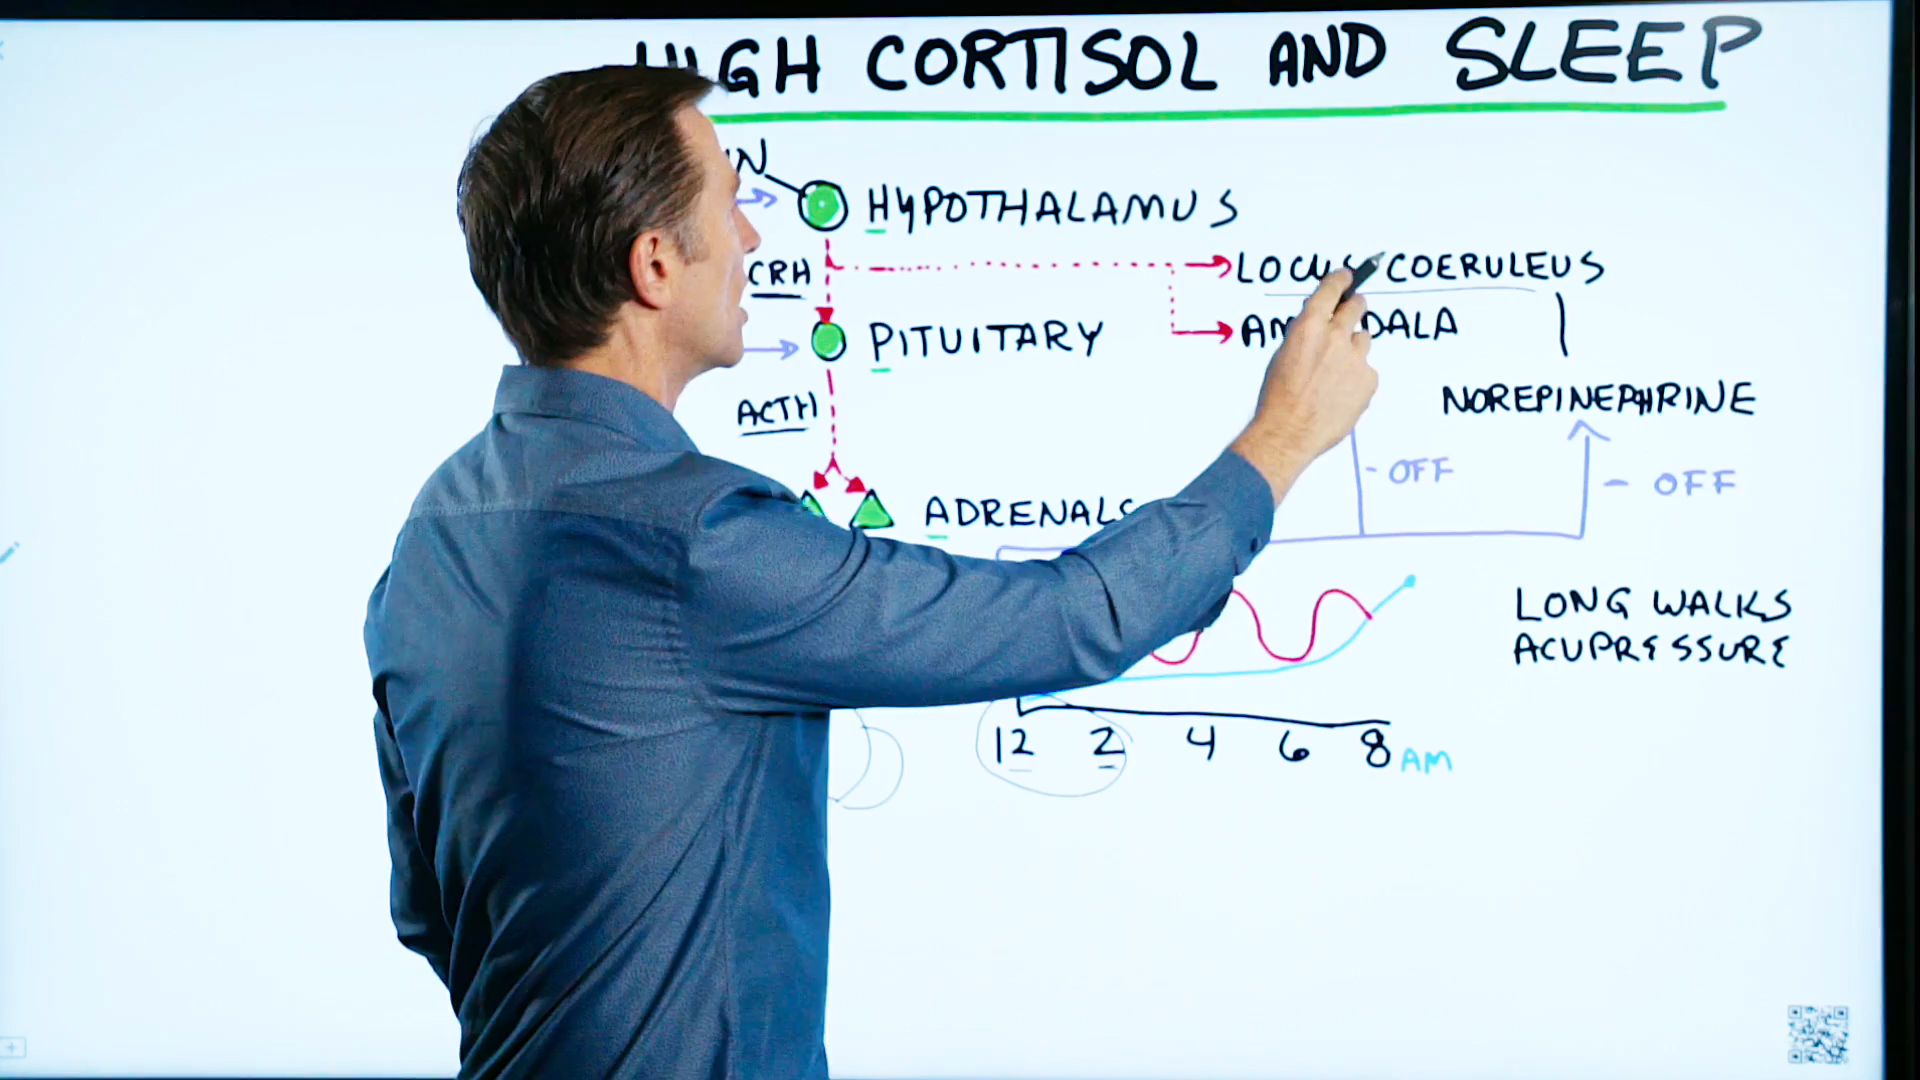 HIGH CORTISOL AND SLEEP
HYPOTHALAMUS
CRH
LOCUS COERULEUS
PITUITARY
NOREPINEPHRINE
ACTH
- OFF
- OFF
ADRENALS
LONG WALKS
ACUPRESSURE
12 2 4 6 8 AM